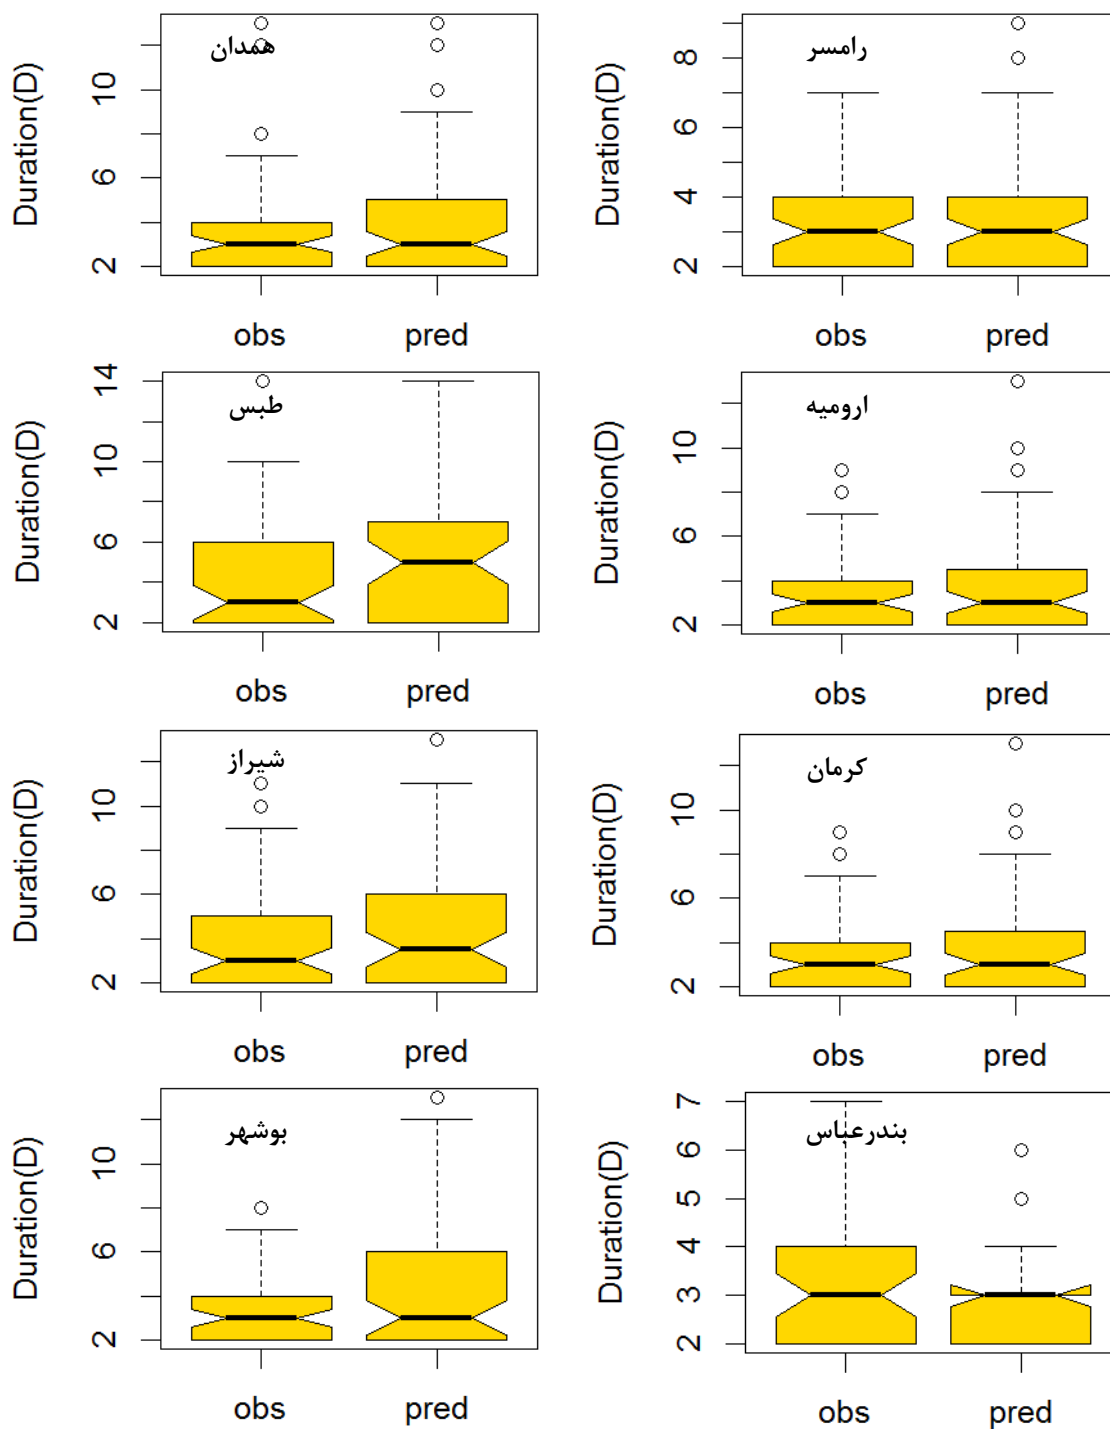 همدان
Duration(D)
2
6
10
obs
pred
رامسر
Duration(D)
2
4
6
8
obs
pred
طبس
Duration(D)
2
6
10
14
obs
pred
ارومیه
Duration(D)
2
6
10
obs
pred
شیراز
Duration(D)
2
6
10
obs
pred
کرمان
Duration(D)
2
6
10
obs
pred
بوشهر
Duration(D)
2
6
10
obs
pred
بندرعباس
Duration(D)
2
3
4
5
6
7
obs
pred